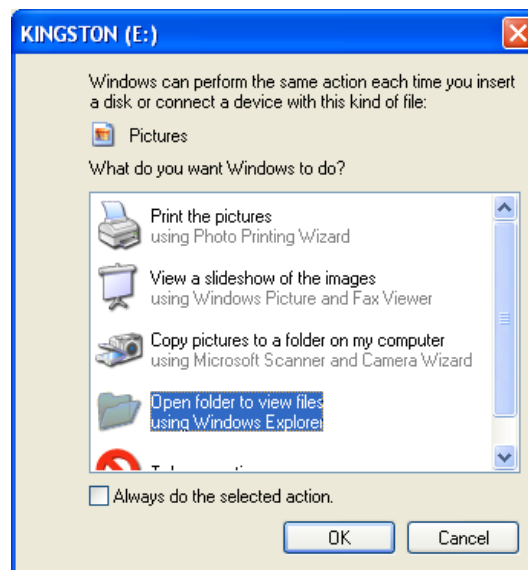 KINGSTON (E:)
Windows can perform the same action each time you insert
a disk or connect a device with this kind of file:
Pictures
What do you want Windows to do?
Print the pictures
using Photo Printing Wizard
View a slideshow of the images
using Windows Picture and Fax Viewer
Copy pictures to a folder on my computer
using Microsoft Scanner and Camera Wizard
Open folder to view files
using Windows Explorer
Always do the selected action.
OK
Cancel